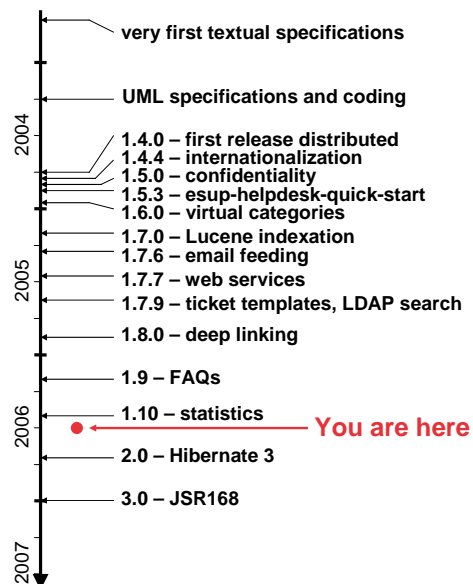 very first textual specifications
UML specifications and coding
2004
1.4.0 – first release distributed
1.4.4 – internationalization
1.5.0 – confidentiality
1.5.3 – esup-helpdesk-quick-start
1.6.0 – virtual categories
1.7.0 – Lucene indexation
1.7.6 – email feeding
2005
1.7.7 – web services
1.7.9 – ticket templates, LDAP search
1.8.0 – deep linking
1.9 – FAQs
1.10 – statistics
2006
You are here
2.0 – Hibernate 3
3.0 – JSR168
2007